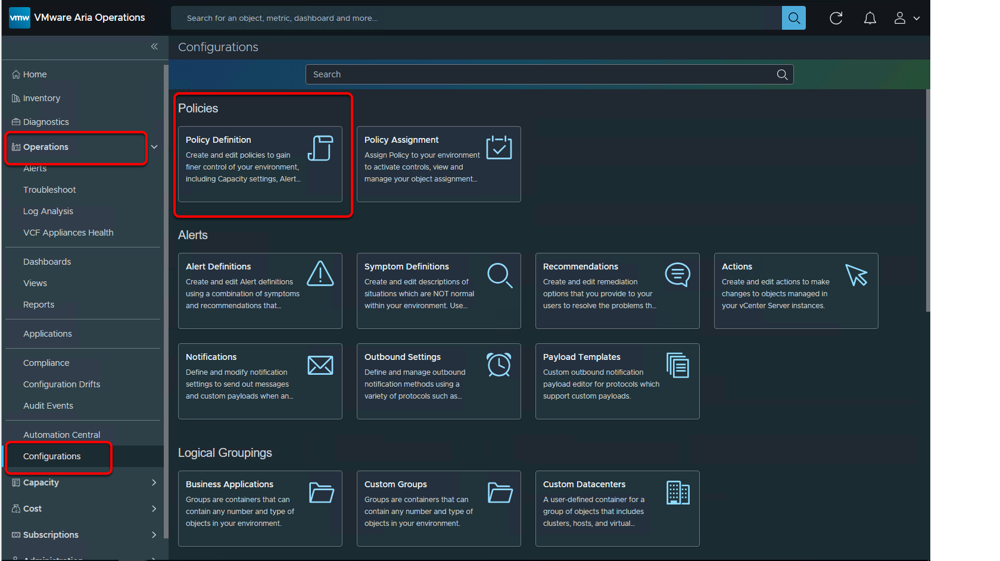 vmw VMware Aria Operations
Search for an object, metric, dashboard and more...
Configurations
Search
Home
Inventory
Diagnostics
Operations
Alerts
Troubleshoot
Log Analysis
VCF Appliances Health
Dashboards
Views
Reports
Applications
Compliance
Configuration Drifts
Audit Events
Automation Central
Configurations
Capacity
Cost
Subscriptions
Administration
Policies
Policy Definition
Create and edit policies to gain
finer control of your environment,
including Capacity settings, Alert...
Policy Assignment
Assign Policy to your environment
to activate controls, view and
manage your object assignment...
Alerts
Alert Definitions
Create and edit Alert definitions
using a combination of symptoms
and recommendations that...
Symptom Definitions
Create and edit descriptions of
situations which are NOT normal
within your environment. Use...
Recommendations
Create and edit remediation
options that you provide to your
users to resolve the problems th...
Actions
Create and edit actions to make
changes to objects managed in
your vCenter Server instances.
Notifications
Define and modify notification
settings to send out messages
and custom payloads when an...
Outbound Settings
Define and manage outbound
notification methods using a
variety of protocols such as...
Payload Templates
Custom outbound notification
payload editor for protocols which
support custom payloads.
Logical Groupings
Business Applications
Groups are containers that can
contain any number and type of
objects in your environment.
Custom Groups
Groups are containers that can
contain any number and type of
objects in your environment.
Custom Datacenters
A user-defined container for a
group of objects that includes
clusters, hosts, and virtual...